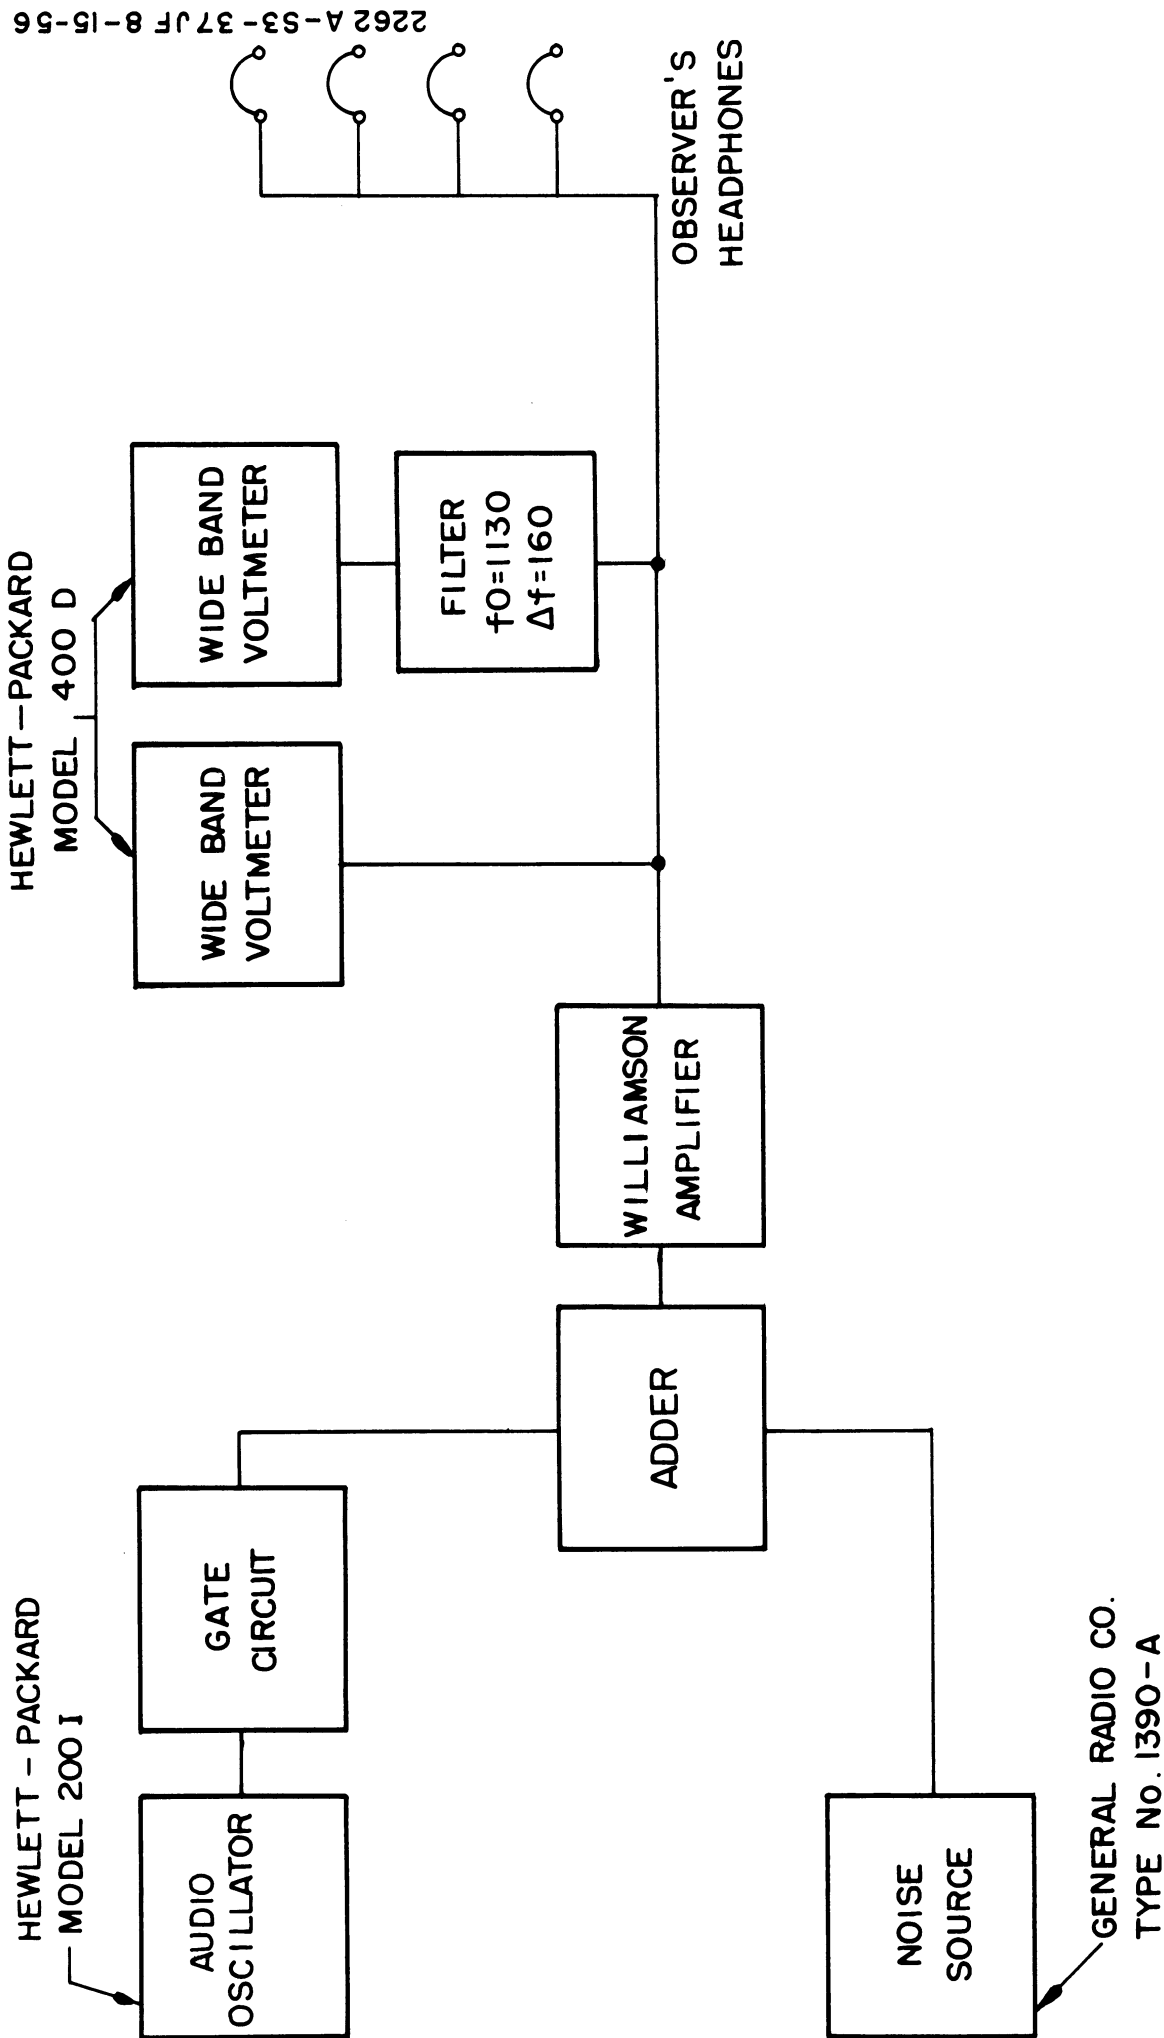 HEWLETT - PACKARD
MODEL 200 I
AUDIO
OSCILLATOR
GATE
CIRCUIT
NOISE
SOURCE
GENERAL RADIO CO.
TYPE No. 1390-A
ADDER
WILLIAMSON
AMPLIFIER
HEWLETT-PACKARD
MODEL 400 D
WIDE BAND
VOLTMETER
WIDE BAND
VOLTMETER
FILTER
fO=1130
Δf=160
OBSERVER'S
HEADPHONES
2262 A-S3-37JF 8-15-56